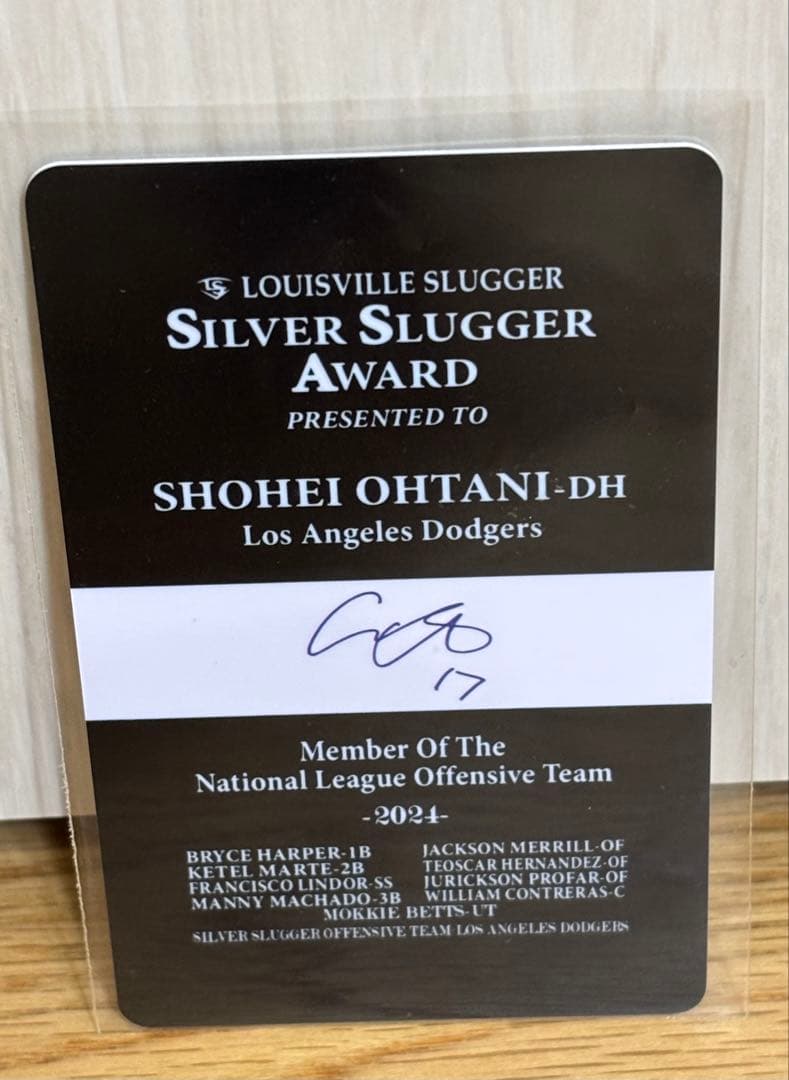 LS LOUISVILLE SLUGGER
SILVER SLUGGER
AWARD
PRESENTED TO
SHOHEI OHTANI-DH
Los Angeles Dodgers
17
Member Of The
National League Offensive Team
-2024-
BRYCE HARPER-1B JACKSON MERRILL-OF
KETEL MARTE-2B TEOSCAR HERNANDEZ-OF
FRANCISCO LINDOR-SS JURICKSON PROFAR-OF
MANNY MACHADO-3B WILLIAM CONTRERAS-C
MOKKIE BETTS-UT
SILVER SLUGGER OFFENSIVE TEAM-LOS ANGELES DODGERS